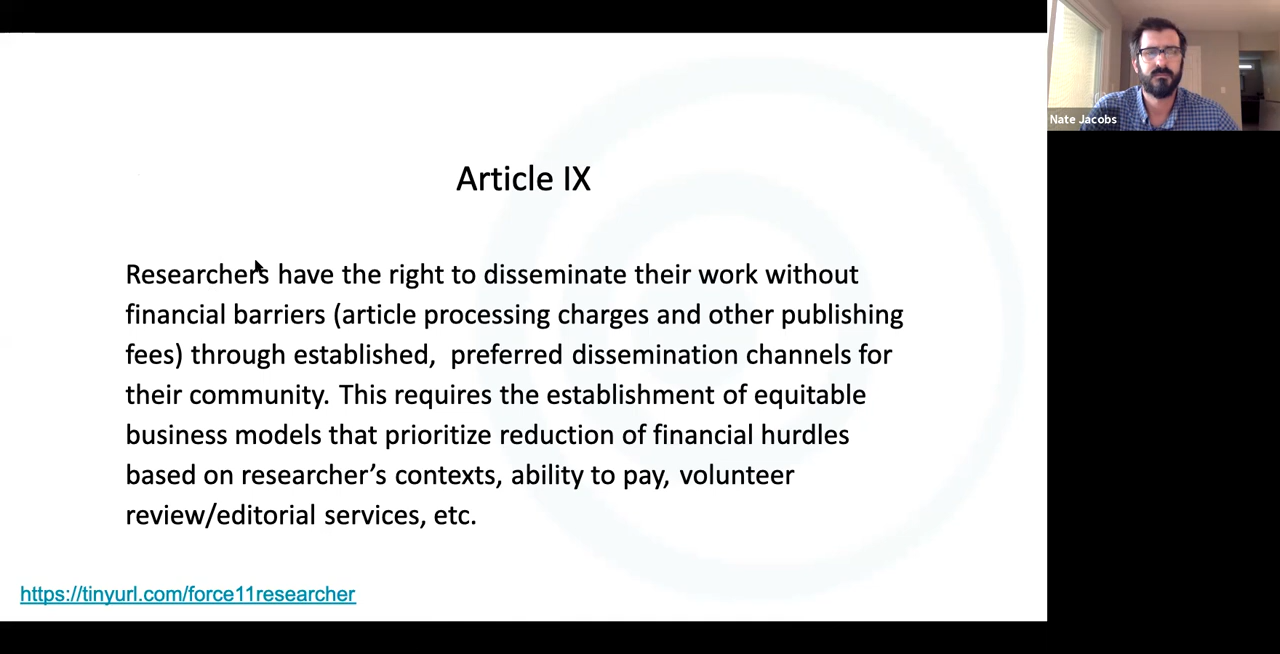 Article IX
Researchers have the right to disseminate their work without
financial barriers (article processing charges and other publishing
fees) through established,  preferred dissemination channels for
their community. This requires the establishment of equitable
business models that prioritize reduction of financial hurdles
based on researcher’s contexts, ability to pay, volunteer
review/editorial services, etc.
https://tinyurl.com/force11researcher
Nate Jacobs